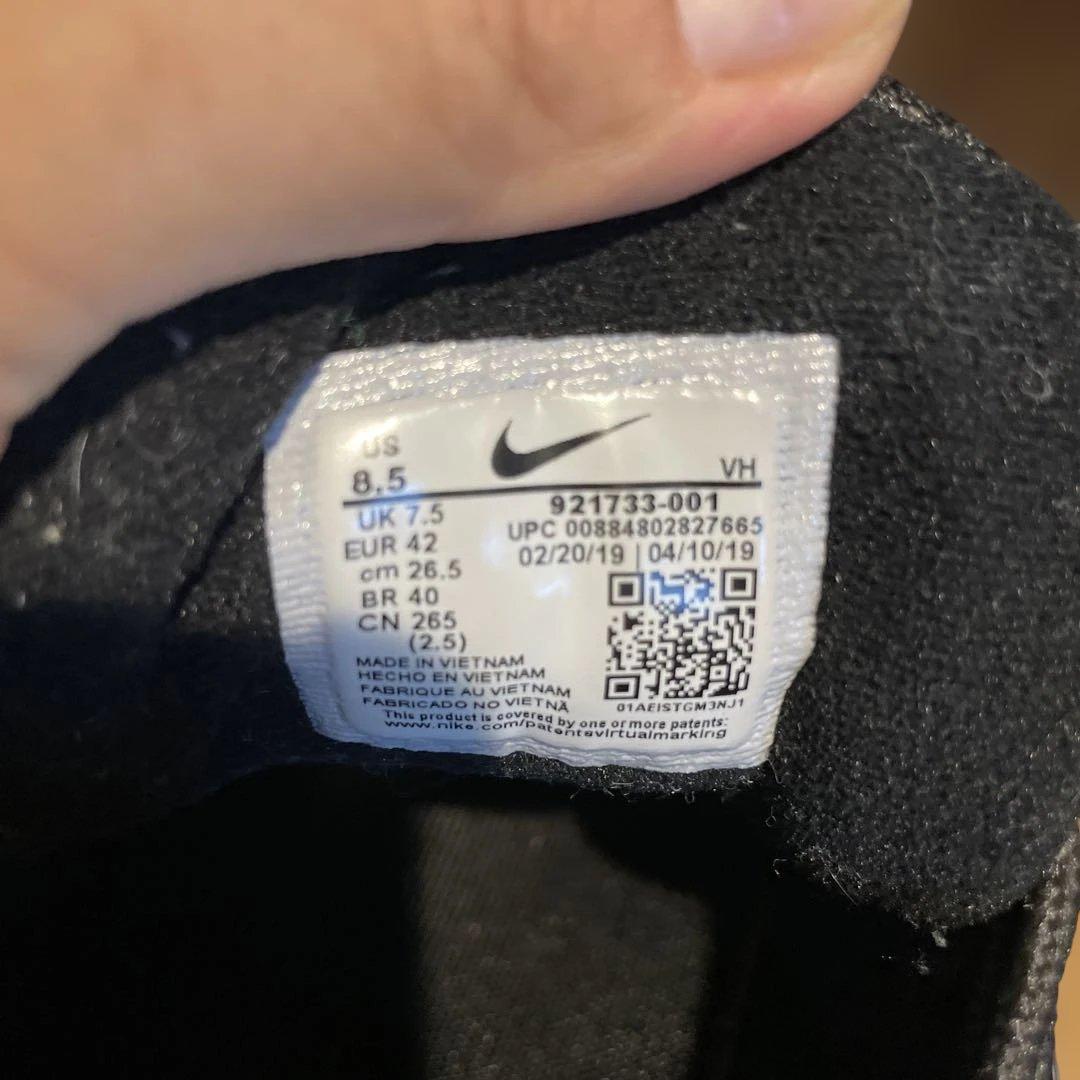 US
8.5
VH
UK 7.5
EUR 42
cm 26.5
BR 40
CN 265
(2.5)
921733-001
UPC 00884802827665
02/20/19 | 04/10/19
01AEISTGM3NJ1
MADE IN VIETNAM
HECHO EN VIETNAM
FABRIQUE AU VIETNAM
FABRICADO NO VIETNÃ
This product is covered by one or more patents:
www.nike.com/patentsvirtualmarking